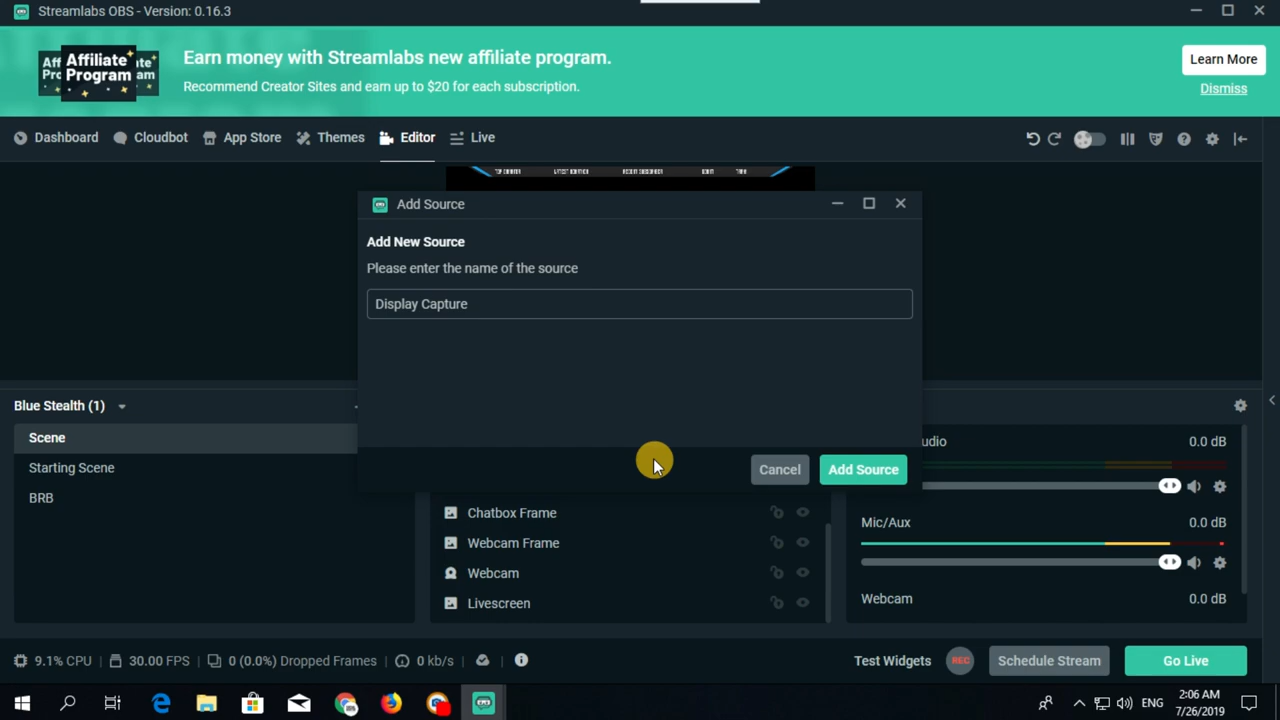 Streamlabs OBS - Version: 0.16.3
Affiliate Program
Earn money with Streamlabs new affiliate program.
Recommend Creator Sites and earn up to $20 for each subscription.
Learn More
Dismiss
Dashboard
Cloudbot
App Store
Themes
Editor
Live
Add Source
Add New Source
Please enter the name of the source
Display Capture
Cancel
Add Source
Blue Stealth (1)
Scene
Starting Scene
BRB
Chatbox Frame
Webcam Frame
Webcam
Livescreen
udio 0.0 dB
Mic/Aux 0.0 dB
Webcam 0.0 dB
9.1% CPU
30.00 FPS
0 (0.0%) Dropped Frames
0 kb/s
Test Widgets
REC
Schedule Stream
Go Live
ENG
2:06 AM
7/26/2019